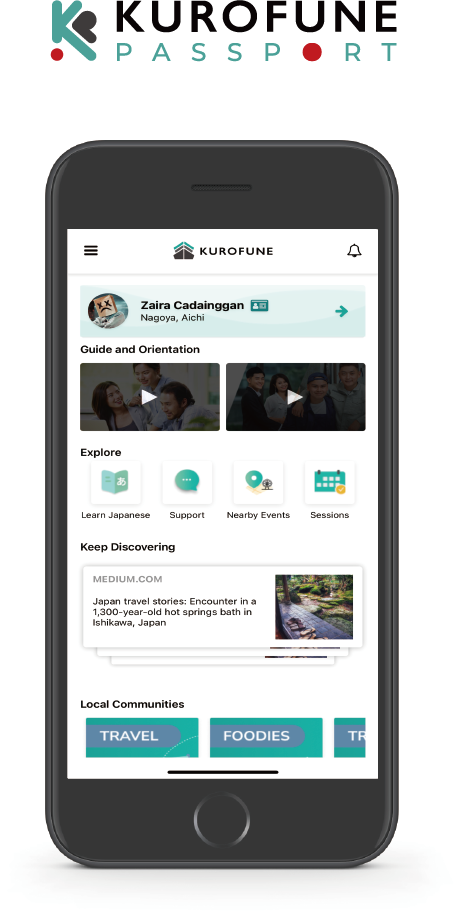 KUROFUNE
PASSPORT
KUROFUNE
Zaira Cadainggan
Nagoya, Aichi
Guide and Orientation
Explore
あ
Learn Japanese
Support
Nearby Events
Sessions
Keep Discovering
MEDIUM.COM
Japan travel stories: Encounter in a
1,300-year-old hot springs bath in
Ishikawa, Japan
Local Communities
TRAVEL
FOODIES
TR